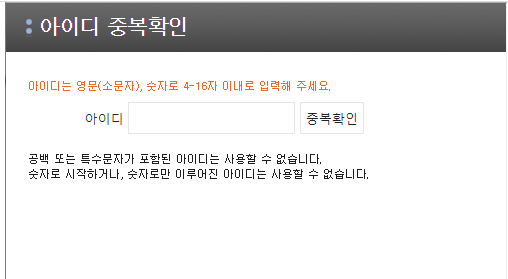 아이디 중복확인
아이디는 영문(소문자), 숫자로 4-16자 이내로 입력해 주세요.
아이디 중복확인
공백 또는 특수문자가 포함된 아이디는 사용할 수 없습니다.
숫자로 시작하거나, 숫자로만 이루어진 아이디는 사용할 수 없습니다.